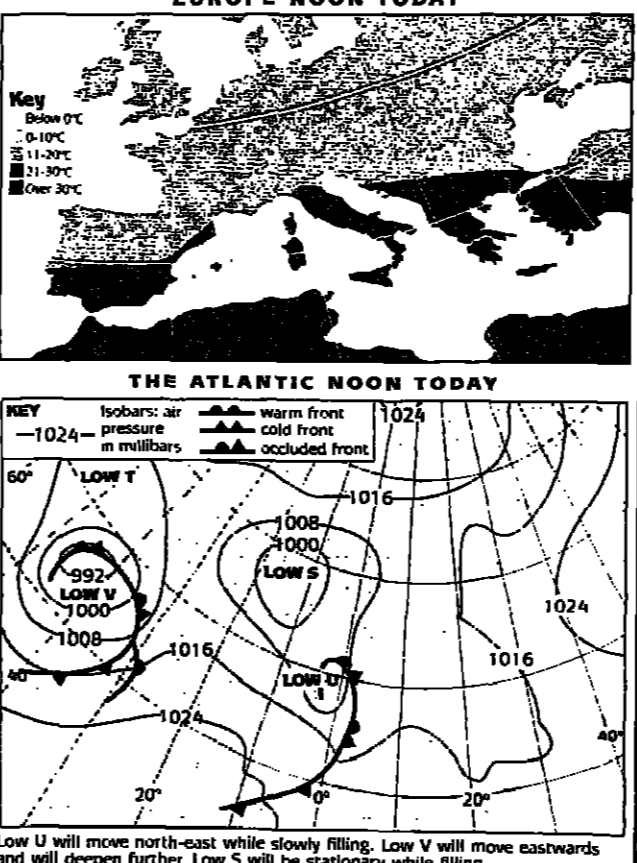 EUROPE NOON TODAY
Key
Below 0°C
0-10°C
11-20°C
21-30°C
Over 30°C
THE ATLANTIC NOON TODAY
KEY
—1024—
Isobars: air
pressure
in millibars
warm front
cold front
occluded front
1024
60°
LOW T
1016
1008
1000
LOW S
992
LOW V
1000
1008
1024
1016
1016
40
LOW U
1024
40°
20°
0°
20°
Low U will move north-east while slowly filling. Low V will move eastwards
and will deepen further. Low S will be stationary while filling